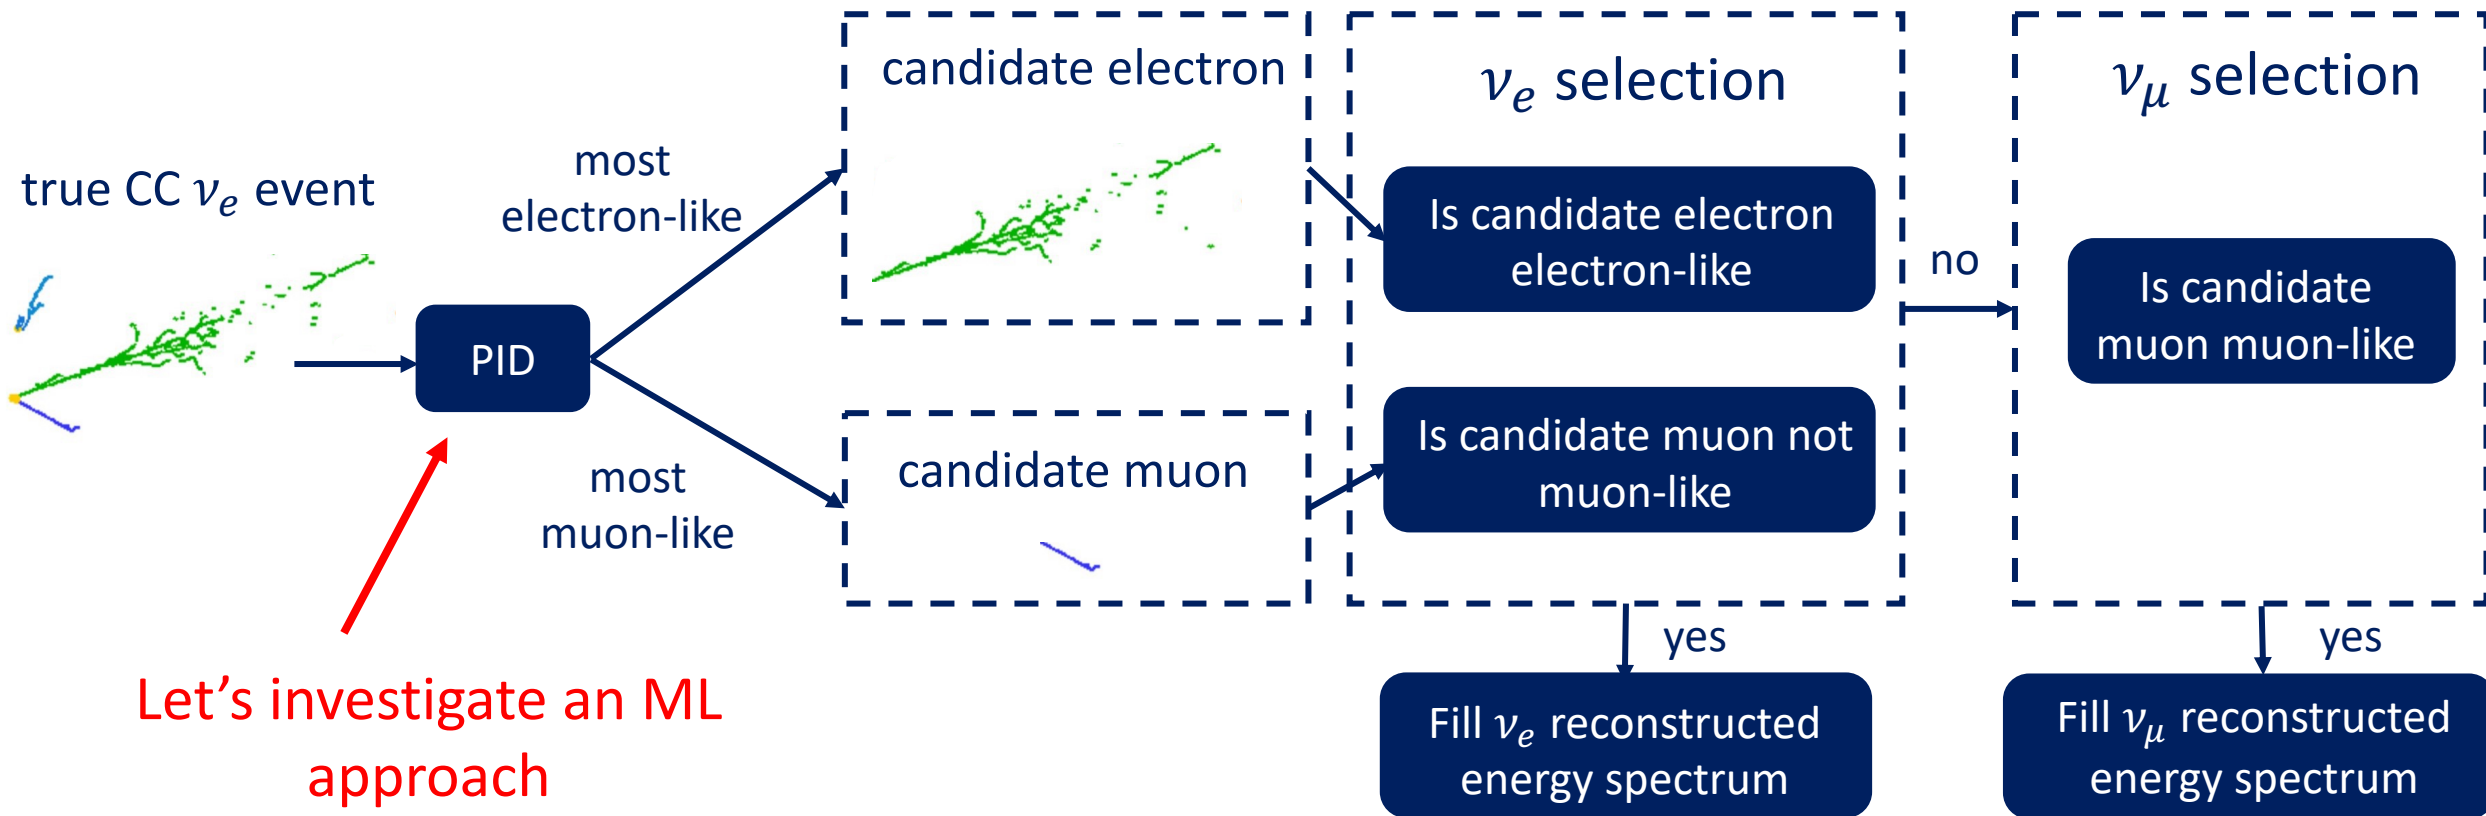 true CC νₑ event
PID
most
electron-like
most
muon-like
Let's investigate an ML
approach
candidate electron
candidate muon
νₑ selection
Is candidate electron
electron-like
Is candidate muon not
muon-like
yes
Fill νₑ reconstructed
energy spectrum
no
ν_μ selection
Is candidate
muon muon-like
yes
Fill ν_μ reconstructed
energy spectrum